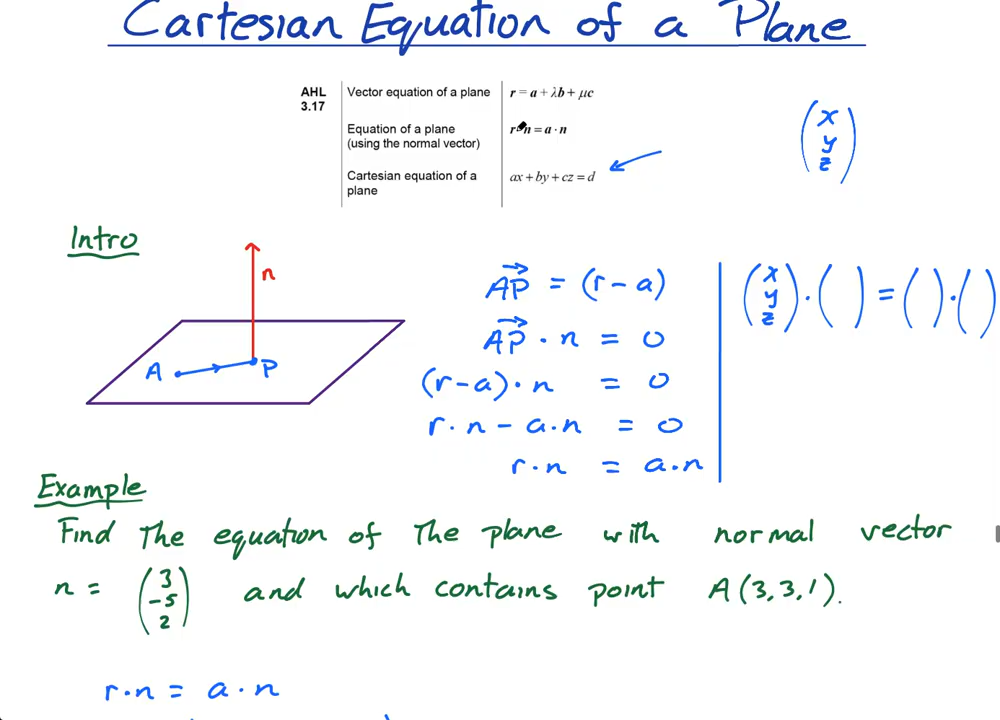 Cartesian Equation of a Plane
AHL 3.17
Vector equation of a plane r = a + λb + μc
Equation of a plane (using the normal vector) r·n = a · n
Cartesian equation of a plane ax + by + cz = d
(x y z)
Intro
n
A
P
AP = (r – a)
AP · n = 0
(r – a) · n = 0
r · n – a . n = 0
r . n = a . n
(x y z) · ( ) = ( ) · ( )
Example
Find The equation of The plane with normal vector
n = (3 -5 2) and which contains point A (3, 3, 1).
r · n = a · n